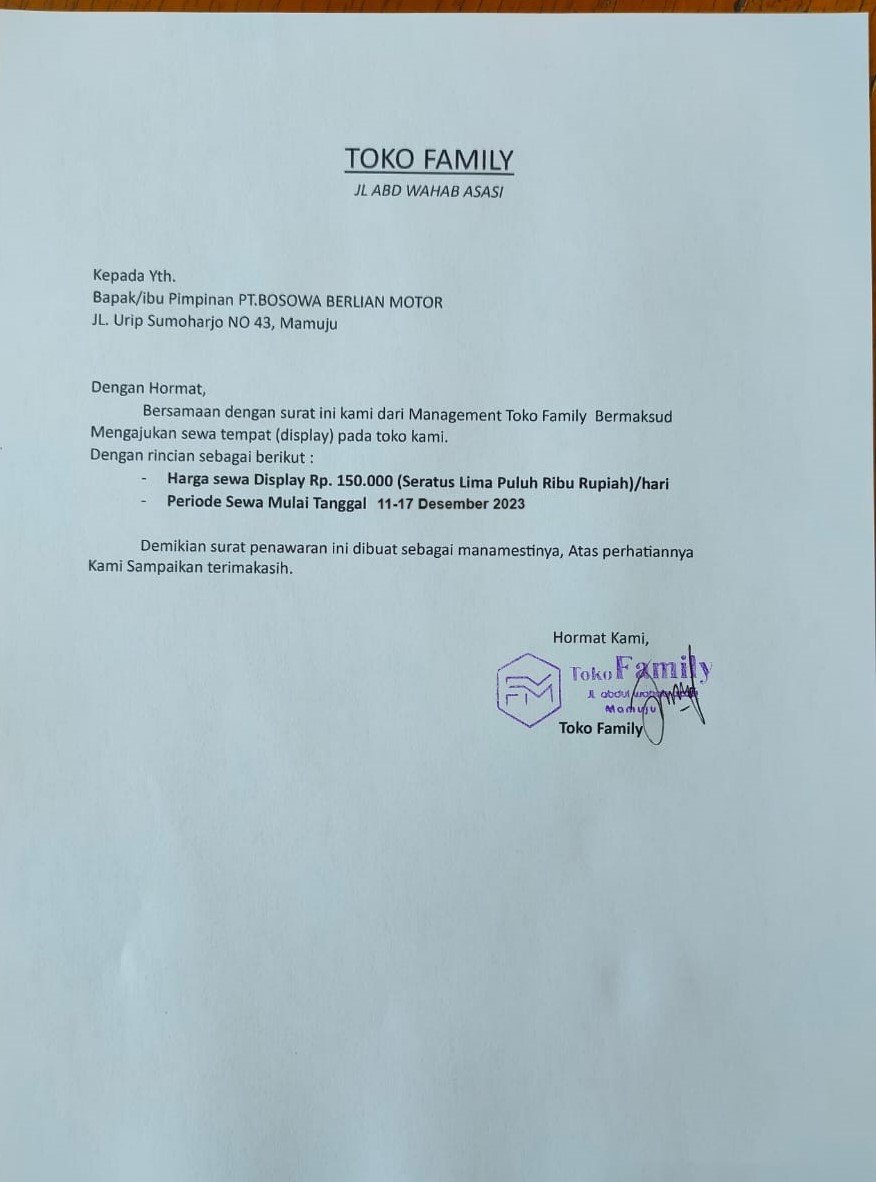 TOKO FAMILY
JL ABD WAHAB ASASI
Kepada Yth.
Bapak/ibu Pimpinan PT.BOSOWA BERLIAN MOTOR
JL. Urip Sumoharjo NO 43, Mamuju
Dengan Hormat,
Bersamaan dengan surat ini kami dari Management Toko Family Bermaksud
Mengajukan sewa tempat (display) pada toko kami.
Dengan rincian sebagai berikut :
- Harga sewa Display Rp. 150.000 (Seratus Lima Puluh Ribu Rupiah)/hari
- Periode Sewa Mulai Tanggal 11-17 Desember 2023
Demikian surat penawaran ini dibuat sebagai manamestinya, Atas perhatiannya
Kami Sampaikan terimakasih.
Hormat Kami,
FM Toko Family
Jl abdul
Mamuju
Toko Family